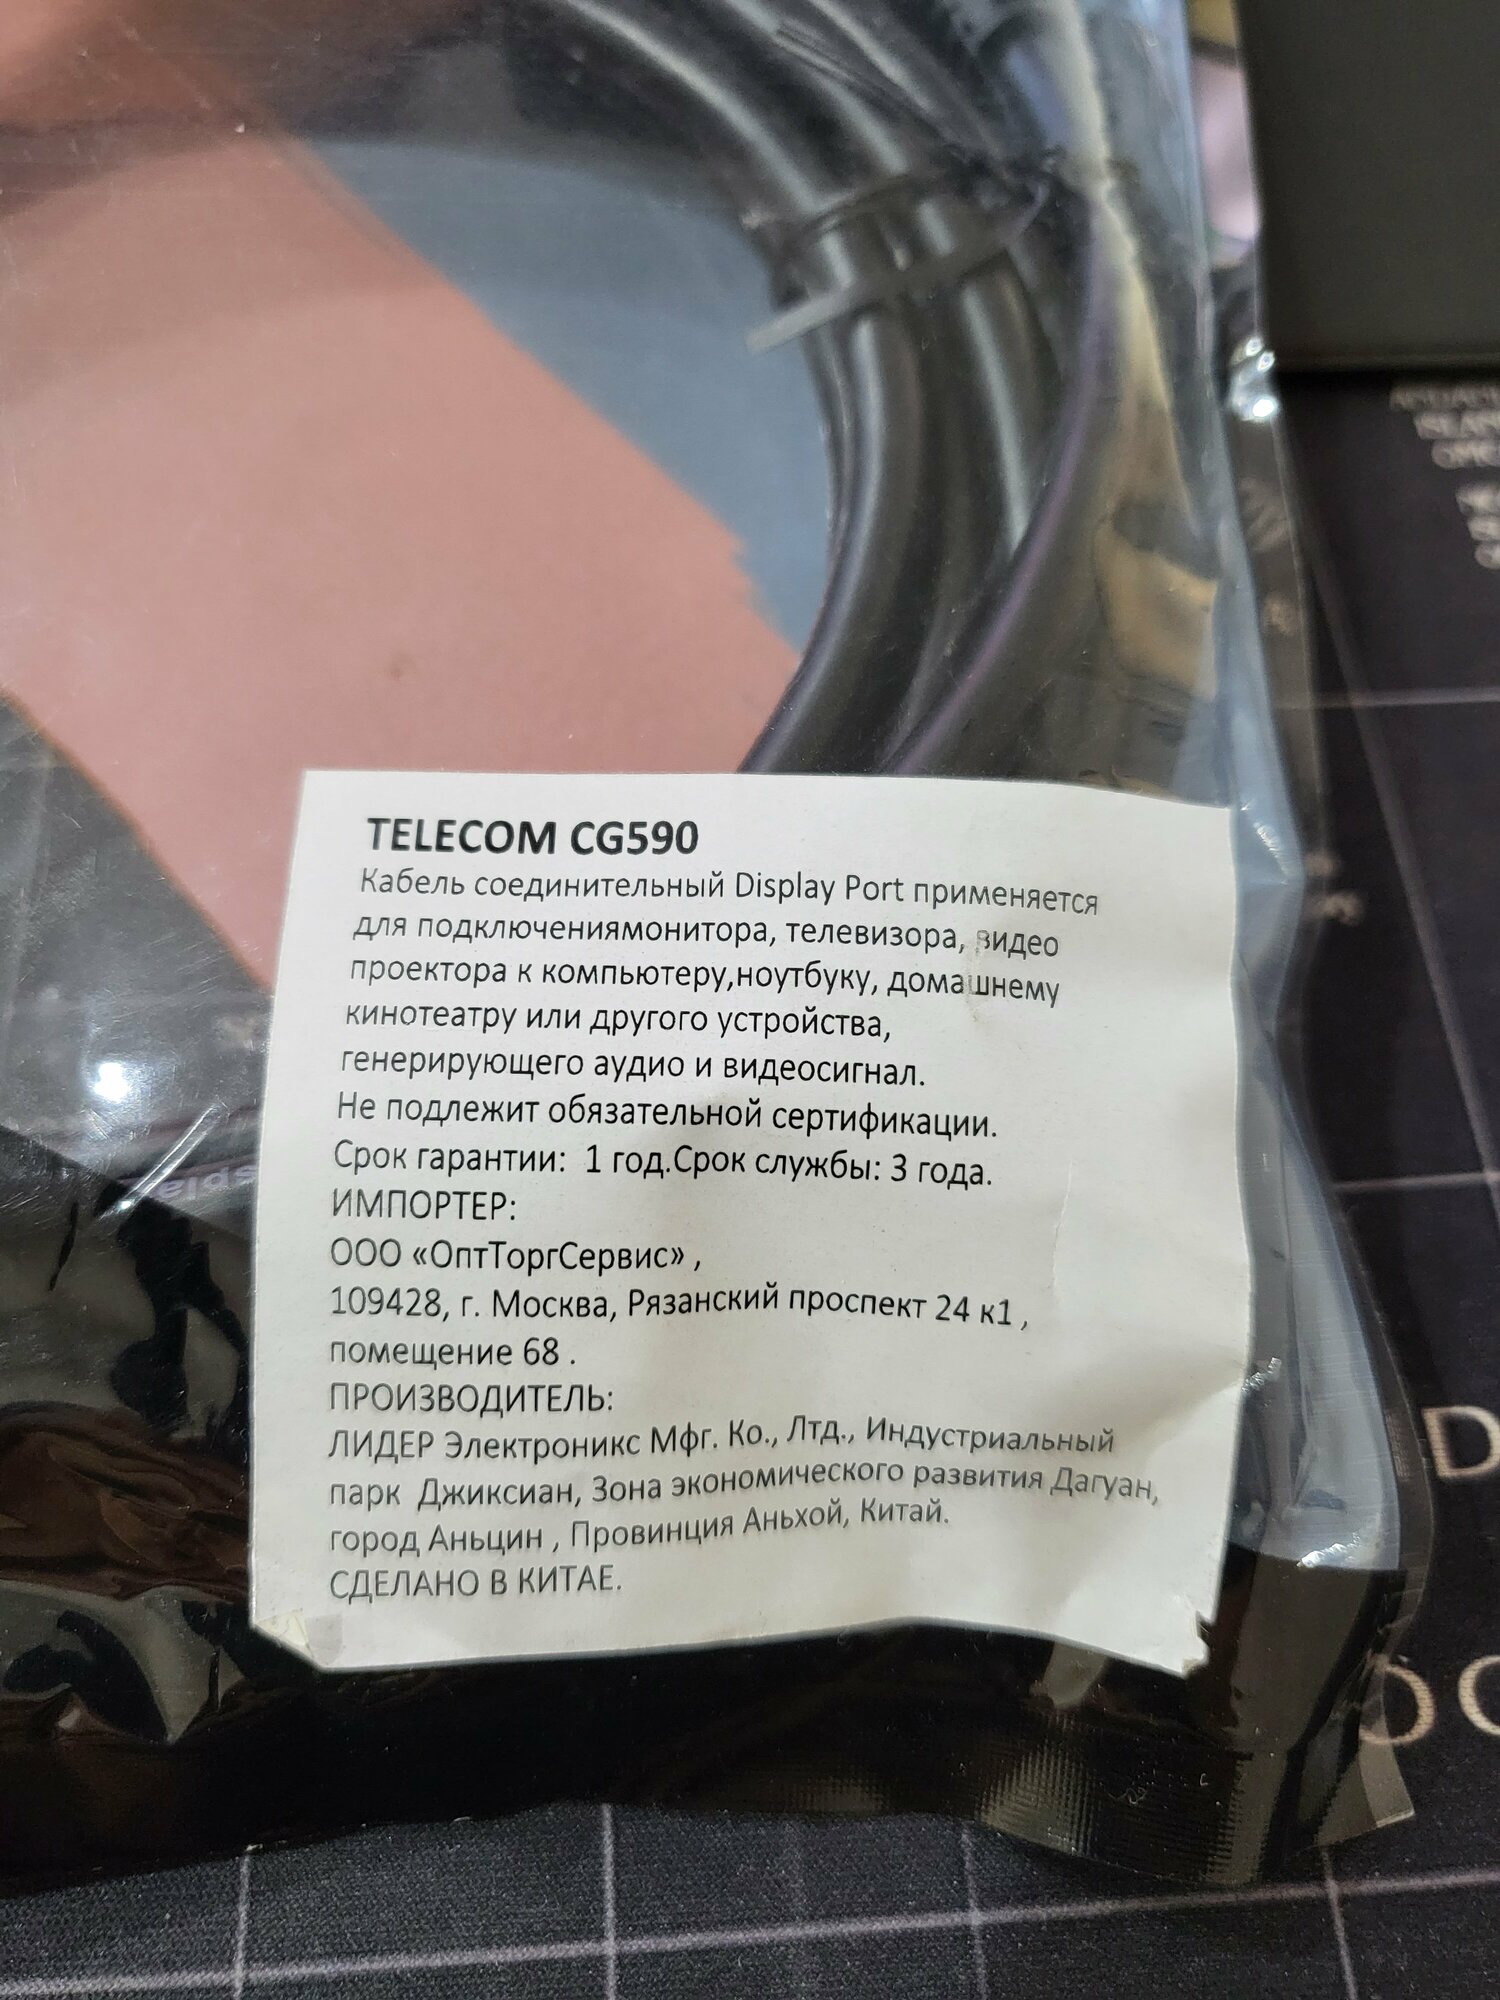 TELECOM CG590
Кабель соединительный Display Port применяется
для подключениямонитора, телевизора, видео
проектора к компьютеру,ноутбуку, домашнему
кинотеатру или другого устройства,
генерирующего аудио и видеосигнал.
Не подлежит обязательной сертификации.
Срок гарантии: 1 год.Срок службы: 3 года.
ИМПОРТЕР:
ООО «ОптТоргСервис» ,
109428, г. Москва, Рязанский проспект 24 к1 ,
помещение 68 .
ПРОИЗВОДИТЕЛЬ:
ЛИДЕР Электроникс Мфг. Ко., Лтд., Индустриальный
парк Джиксиан, Зона экономического развития Дагуан,
город Аньцин , Провинция Аньхой, Китай.
СДЕЛАНО В КИТАЕ.